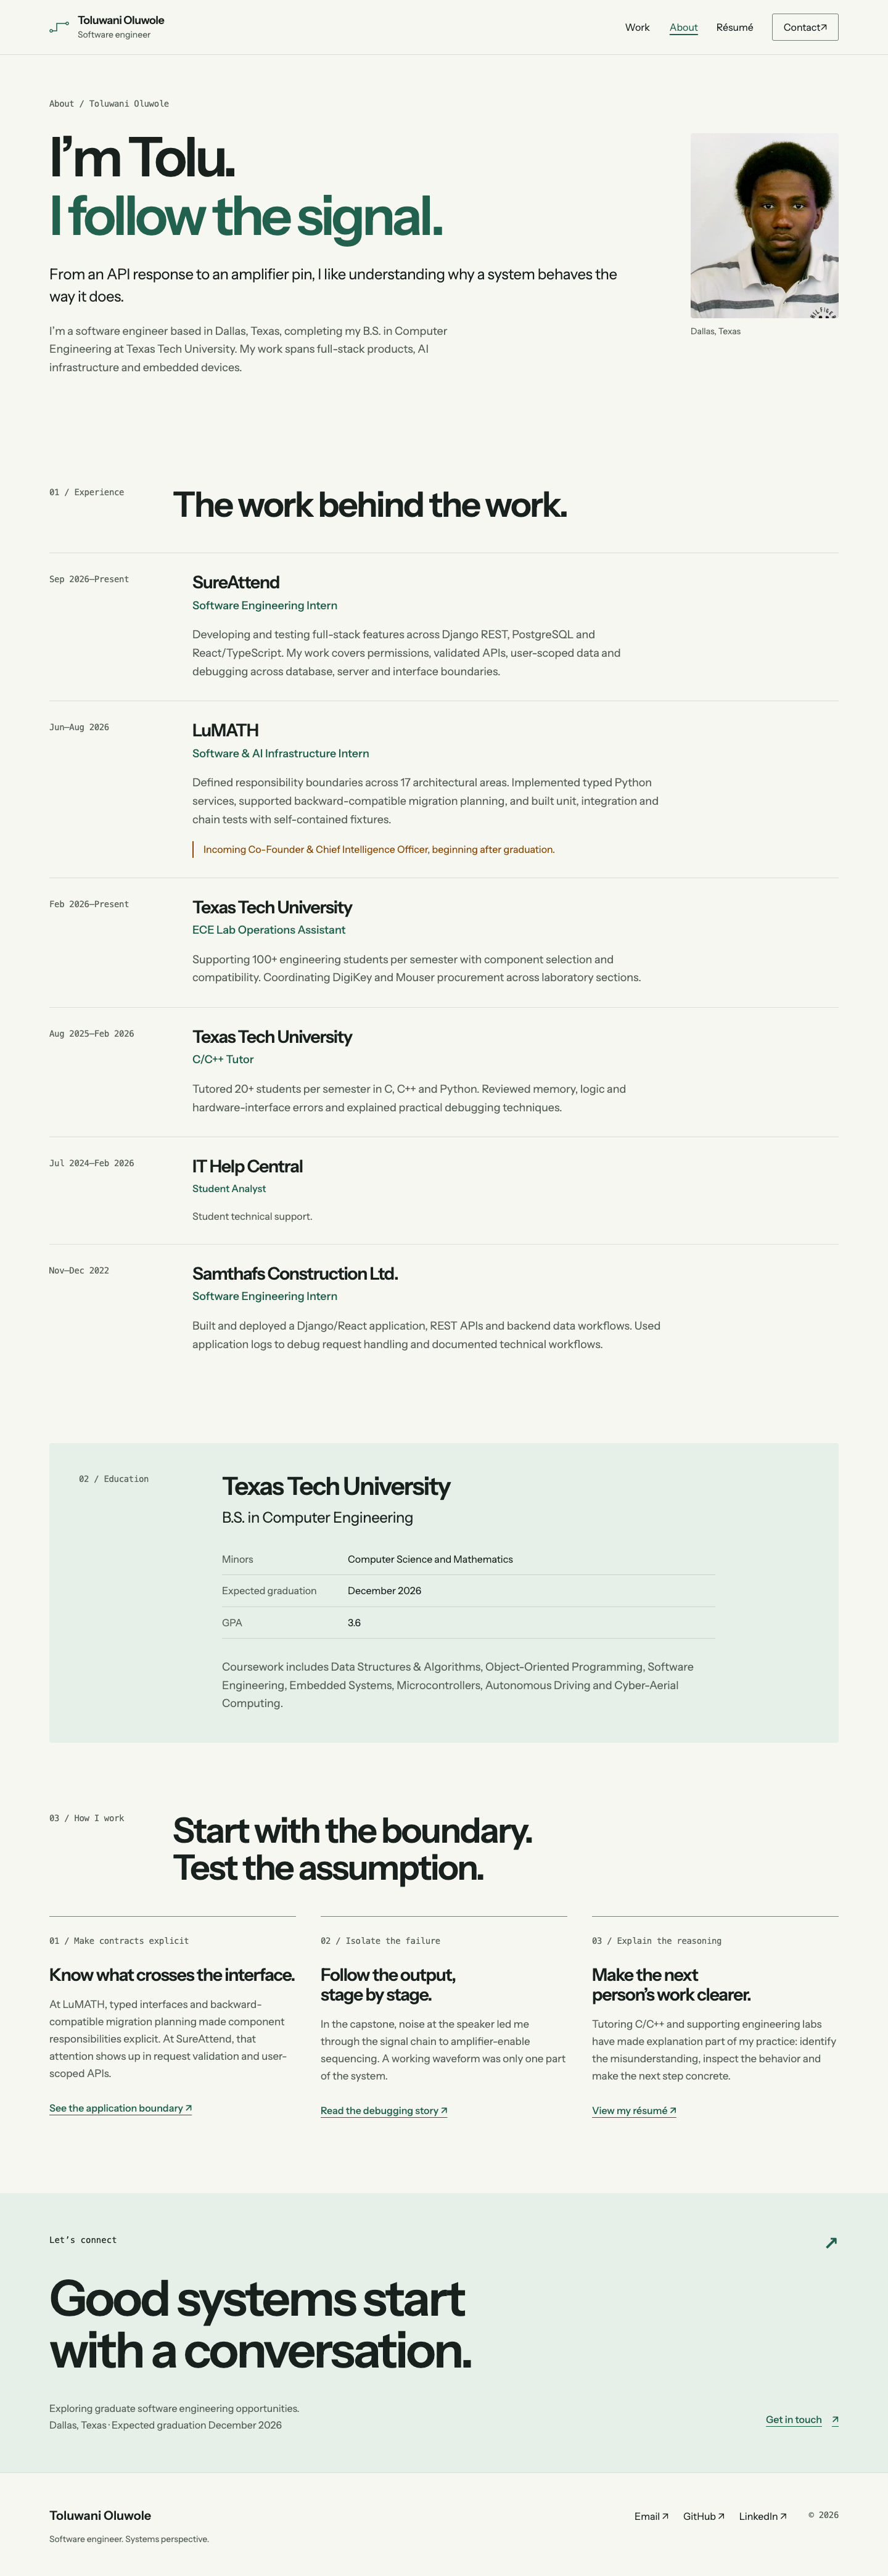 Toluwani Oluwole
Software engineer
Work
About
Résumé
Contact↗
About / Toluwani Oluwole
I’m Tolu.
I follow the signal.
From an API response to an amplifier pin, I like understanding why a system behaves the
way it does.
I’m a software engineer based in Dallas, Texas, completing my B.S. in Computer
Engineering at Texas Tech University. My work spans full-stack products, AI
infrastructure and embedded devices.
Dallas, Texas
01 / Experience
The work behind the work.
Sep 2026–Present
SureAttend
Software Engineering Intern
Developing and testing full-stack features across Django REST, PostgreSQL and
React/TypeScript. My work covers permissions, validated APIs, user-scoped data and
debugging across database, server and interface boundaries.
Jun–Aug 2026
LuMATH
Software & AI Infrastructure Intern
Defined responsibility boundaries across 17 architectural areas. Implemented typed Python
services, supported backward-compatible migration planning, and built unit, integration and
chain tests with self-contained fixtures.
Incoming Co-Founder & Chief Intelligence Officer, beginning after graduation.
Feb 2026–Present
Texas Tech University
ECE Lab Operations Assistant
Supporting 100+ engineering students per semester with component selection and
compatibility. Coordinating DigiKey and Mouser procurement across laboratory sections.
Aug 2025–Feb 2026
Texas Tech University
C/C++ Tutor
Tutored 20+ students per semester in C, C++ and Python. Reviewed memory, logic and
hardware-interface errors and explained practical debugging techniques.
Jul 2024–Feb 2026
IT Help Central
Student Analyst
Student technical support.
Nov–Dec 2022
Samthafs Construction Ltd.
Software Engineering Intern
Built and deployed a Django/React application, REST APIs and backend data workflows. Used
application logs to debug request handling and documented technical workflows.
02 / Education
Texas Tech University
B.S. in Computer Engineering
Minors
Computer Science and Mathematics
Expected graduation
December 2026
GPA
3.6
Coursework includes Data Structures & Algorithms, Object-Oriented Programming, Software
Engineering, Embedded Systems, Microcontrollers, Autonomous Driving and Cyber-Aerial
Computing.
03 / How I work
Start with the boundary.
Test the assumption.
01 / Make contracts explicit
Know what crosses the interface.
At LuMATH, typed interfaces and backward-
compatible migration planning made component
responsibilities explicit. At SureAttend, that
attention shows up in request validation and user-
scoped APIs.
See the application boundary ↗
02 / Isolate the failure
Follow the output,
stage by stage.
In the capstone, noise at the speaker led me
through the signal chain to amplifier-enable
sequencing. A working waveform was only one part
of the system.
Read the debugging story ↗
03 / Explain the reasoning
Make the next
person’s work clearer.
Tutoring C/C++ and supporting engineering labs
have made explanation part of my practice: identify
the misunderstanding, inspect the behavior and
make the next step concrete.
View my résumé ↗
Let’s connect
↗
Good systems start
with a conversation.
Exploring graduate software engineering opportunities.
Dallas, Texas · Expected graduation December 2026
Get in touch ↗
Toluwani Oluwole
Software engineer. Systems perspective.
Email ↗
GitHub ↗
LinkedIn ↗
© 2026